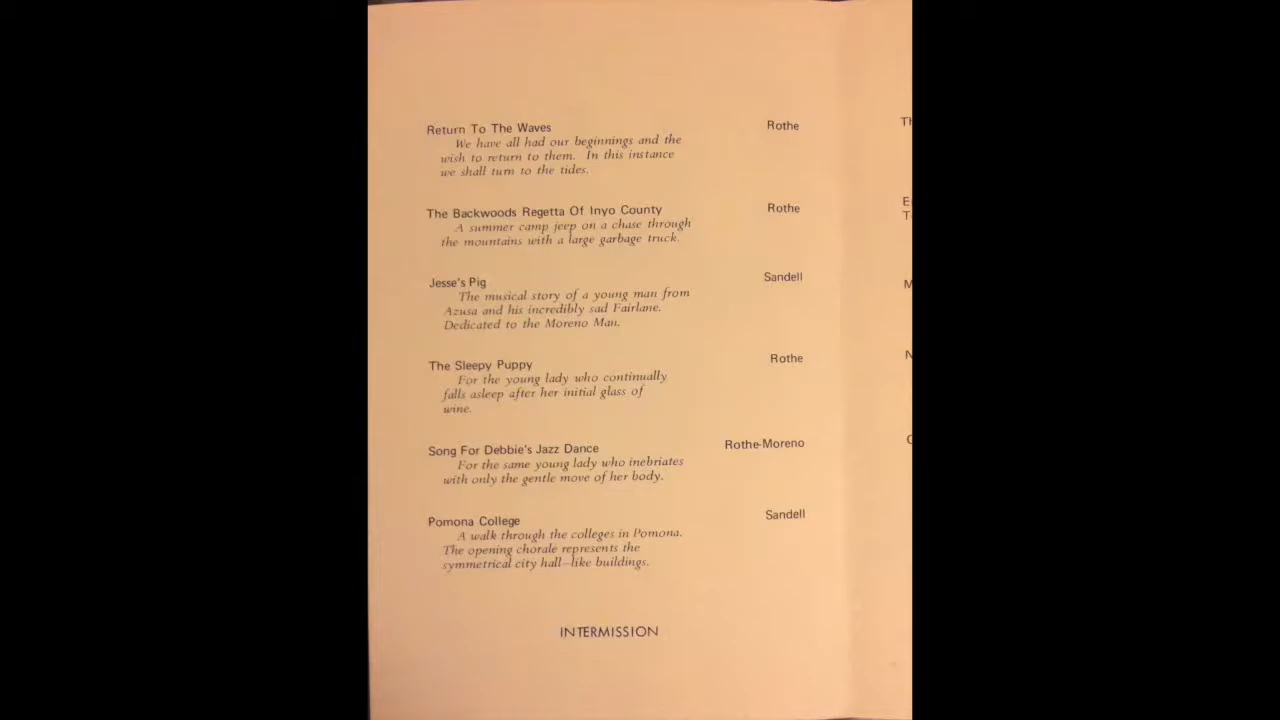 Return To The Waves Rothe
We have all had our beginnings and the
wish to return to them. In this instance
we shall turn to the tides.
The Backwoods Regetta Of Inyo County Rothe
A summer camp jeep on a chase through
the mountains with a large garbage truck.
Jesse's Pig Sandell
The musical story of a young man from
Azusa and his incredibly sad Fairlane.
Dedicated to the Moreno Man.
The Sleepy Puppy Rothe
For the young lady who continually
falls asleep after her initial glass of
wine.
Song For Debbie's Jazz Dance Rothe-Moreno
For the same young lady who inebriates
with only the gentle move of her body.
Pomona College Sandell
A walk through the colleges in Pomona.
The opening chorale represents the
symmetrical city hall—like buildings.
INTERMISSION